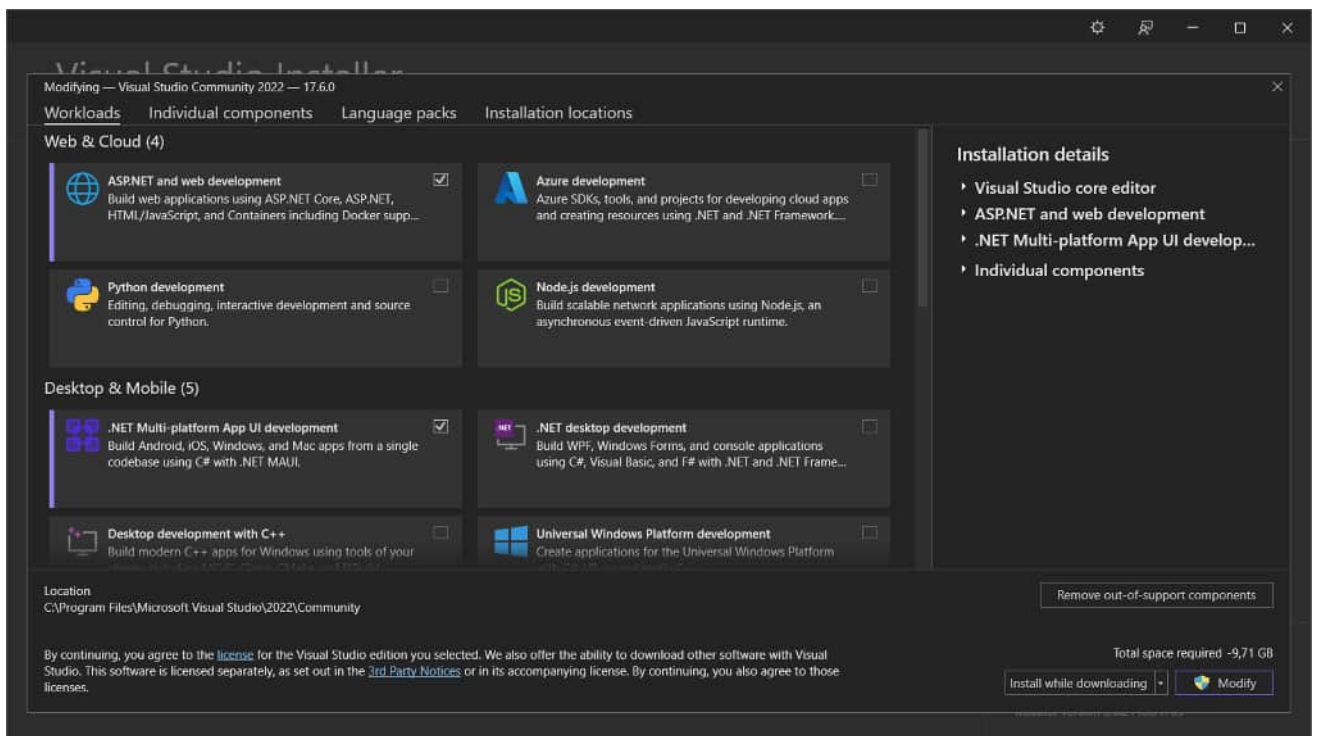 Visual Studio Installer
Modifying — Visual Studio Community 2022 — 17.6.0
Workloads Individual components Language packs Installation locations
Web & Cloud (4)
ASP.NET and web development
Build web applications using ASP.NET Core, ASP.NET,
HTML/JavaScript, and Containers including Docker supp...
Azure development
Azure SDKs, tools, and projects for developing cloud apps
and creating resources using .NET and .NET Framework....
Python development
Editing, debugging, interactive development and source
control for Python.
Node.js development
Build scalable network applications using Node.js, an
asynchronous event-driven JavaScript runtime.
Desktop & Mobile (5)
.NET Multi-platform App UI development
Build Android, iOS, Windows, and Mac apps from a single
codebase using C# with .NET MAUI.
.NET desktop development
Build WPF, Windows Forms, and console applications
using C#, Visual Basic, and F# with .NET and .NET Frame...
Desktop development with C++
Build modern C++ apps for Windows using tools of your
Universal Windows Platform development
Create applications for the Universal Windows Platform
Installation details
Visual Studio core editor
ASP.NET and web development
.NET Multi-platform App UI develop...
Individual components
Location
C:\Program Files\Microsoft Visual Studio\2022\Community
Remove out-of-support components
By continuing, you agree to the license for the Visual Studio edition you selected. We also offer the ability to download other software with Visual
Studio. This software is licensed separately, as set out in the 3rd Party Notices or in its accompanying license. By continuing, you also agree to those
licenses.
Total space required -9,71 GB
Install while downloading
Modify